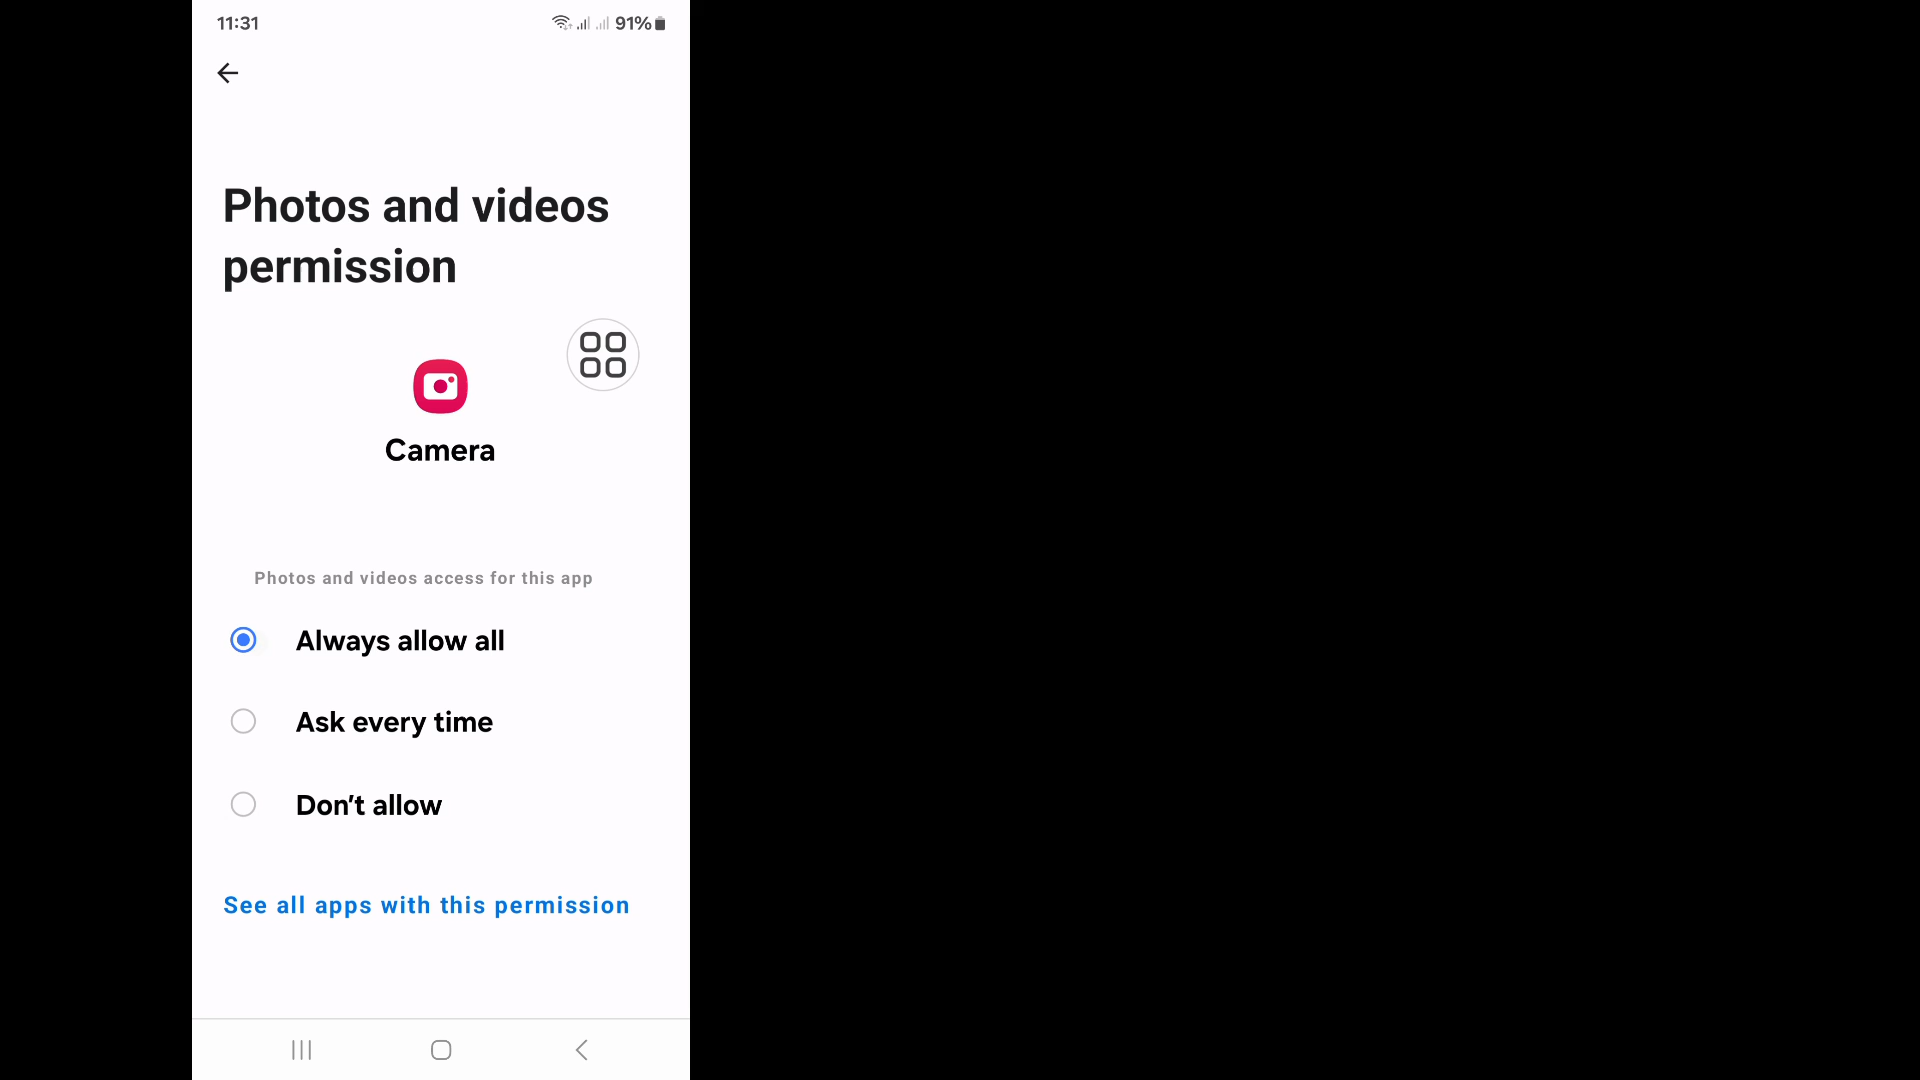 11:31
91%
Photos and videos
permission
Camera
Photos and videos access for this app
Always allow all
Ask every time
Don't allow
See all apps with this permission